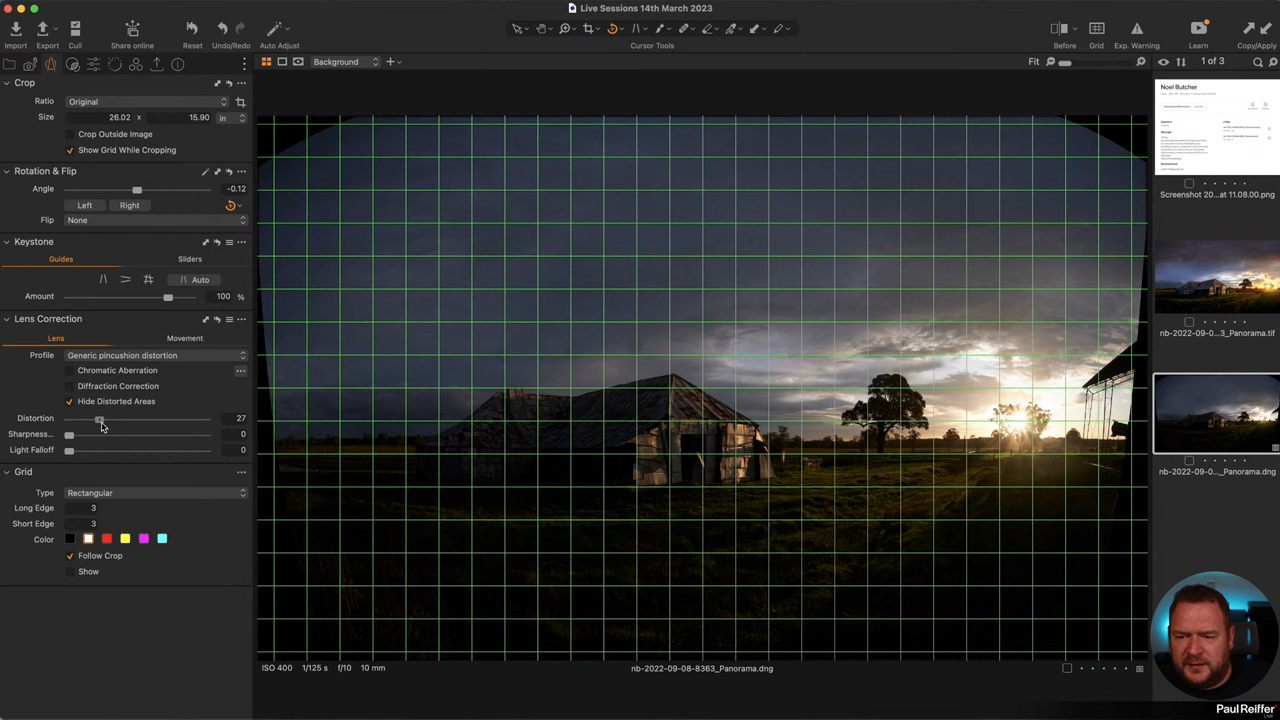 Live Sessions 14th March 2023
Import
Export
Cull
Share online
Reset
Undo/Redo
Auto Adjust
Cursor Tools
Before
Grid
Exp. Warning
Learn
Copy/Apply
Background
Fit
1 of 3
Crop
Ratio Original
Size
Crop Outside Image
Show Grid While Cropping
Rotation & Flip
Angle -0.12
Left Right
Flip None
Keystone
Guides Sliders
Auto
Amount 100 %
Lens Correction
Lens Movement
Profile Generic pincushion distortion
Chromatic Aberration
Diffraction Correction
Hide Distorted Areas
Distortion 27
Sharpness... 0
Light Falloff 0
Grid
Type Rectangular
Long Edge 3
Short Edge 3
Color
Follow Crop
Show
ISO 400 1/125 s f/10 10 mm
nb-2022-09-08-8363_Panorama.dng
Noel Butcher
Screenshot 20...at 11.08.00.png
nb-2022-09-0...3_Panorama.tif
nb-2022-09-0..._Panorama.dng
PaulReiffer
Live